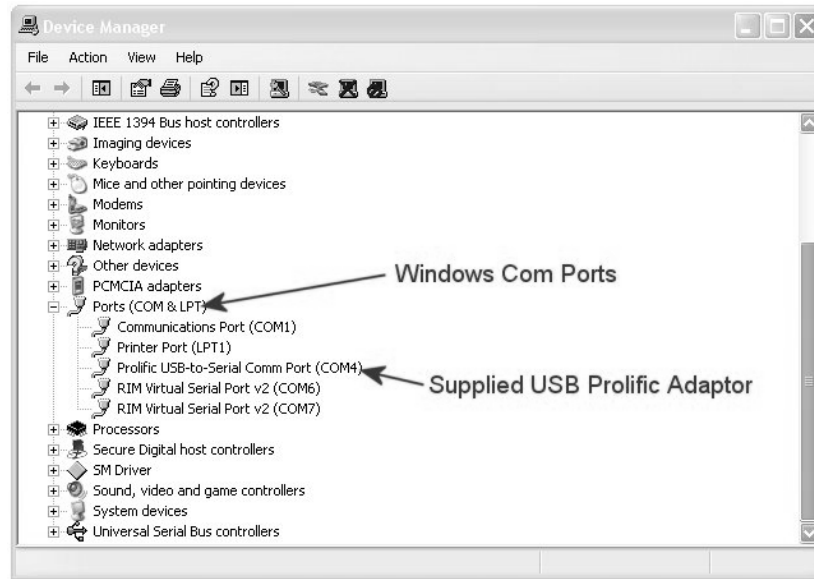 Device Manager
File Action View Help
IEEE 1394 Bus host controllers
Imaging devices
Keyboards
Mice and other pointing devices
Modems
Monitors
Network adapters
Other devices
PCMCIA adapters
Windows Com Ports
Ports (COM & LPT)
Communications Port (COM1)
Printer Port (LPT1)
Prolific USB-to-Serial Comm Port (COM4)
Supplied USB Prolific Adaptor
RIM Virtual Serial Port v2 (COM6)
RIM Virtual Serial Port v2 (COM7)
Processors
Secure Digital host controllers
SM Driver
Sound, video and game controllers
System devices
Universal Serial Bus controllers